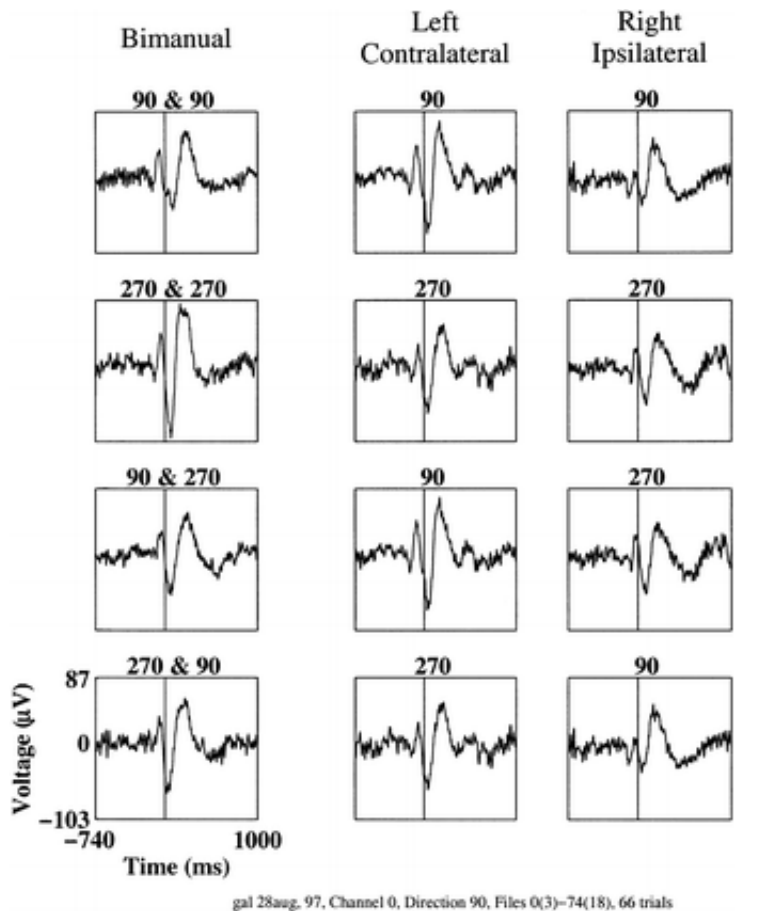 Bimanual
Left
Contralateral
Right
Ipsilateral
90 & 90
90
90
270 & 270
270
270
90 & 270
90
270
270 & 90
270
90
87
0
−103
Voltage (µV)
−740
1000
Time (ms)
gal 28aug, 97, Channel 0, Direction 90, Files 0(3)−74(18), 66 trials